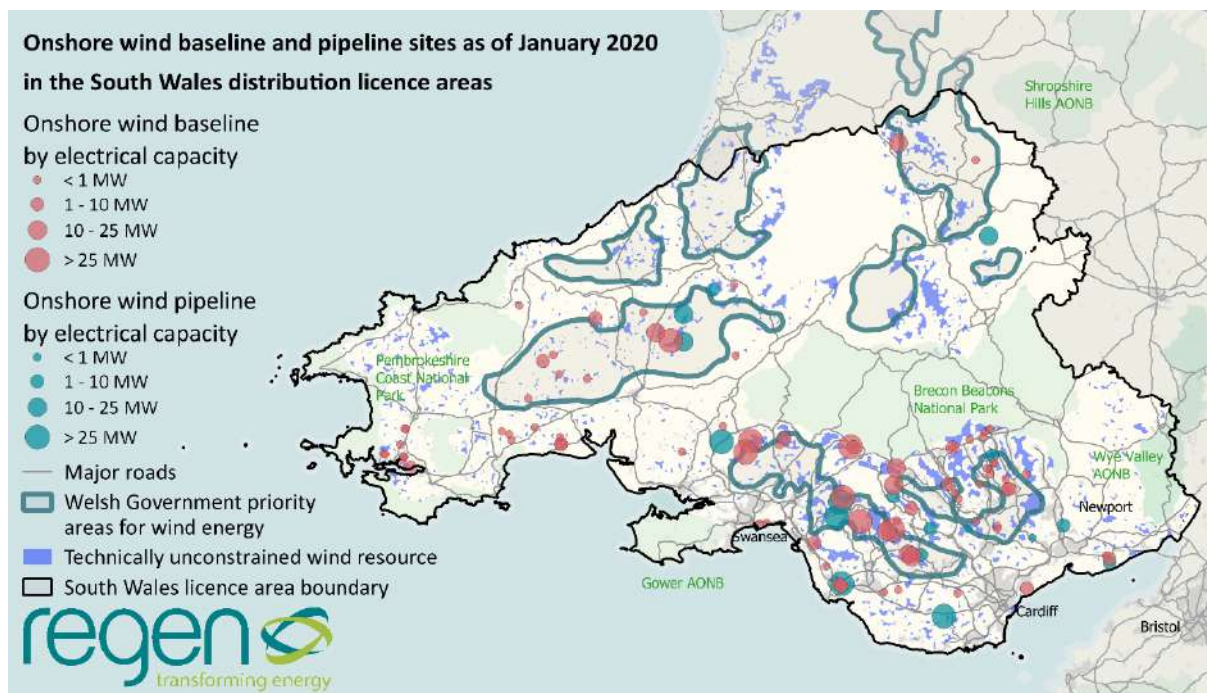 Onshore wind baseline and pipeline sites as of January 2020
in the South Wales distribution licence areas
Onshore wind baseline
by electrical capacity
< 1 MW
1 - 10 MW
10 - 25 MW
> 25 MW
Onshore wind pipeline
by electrical capacity
< 1 MW
1 - 10 MW
10 - 25 MW
> 25 MW
Major roads
Welsh Government priority
areas for wind energy
Technically unconstrained wind resource
South Wales licence area boundary
regen
transforming energy
Shropshire
Hills AONB
Pembrokeshire
Coast National
Park
Brecon Beacons
National Park
Wye Valley
AONB
Newport
Swansea
Gower AONB
Cardiff
Bristol